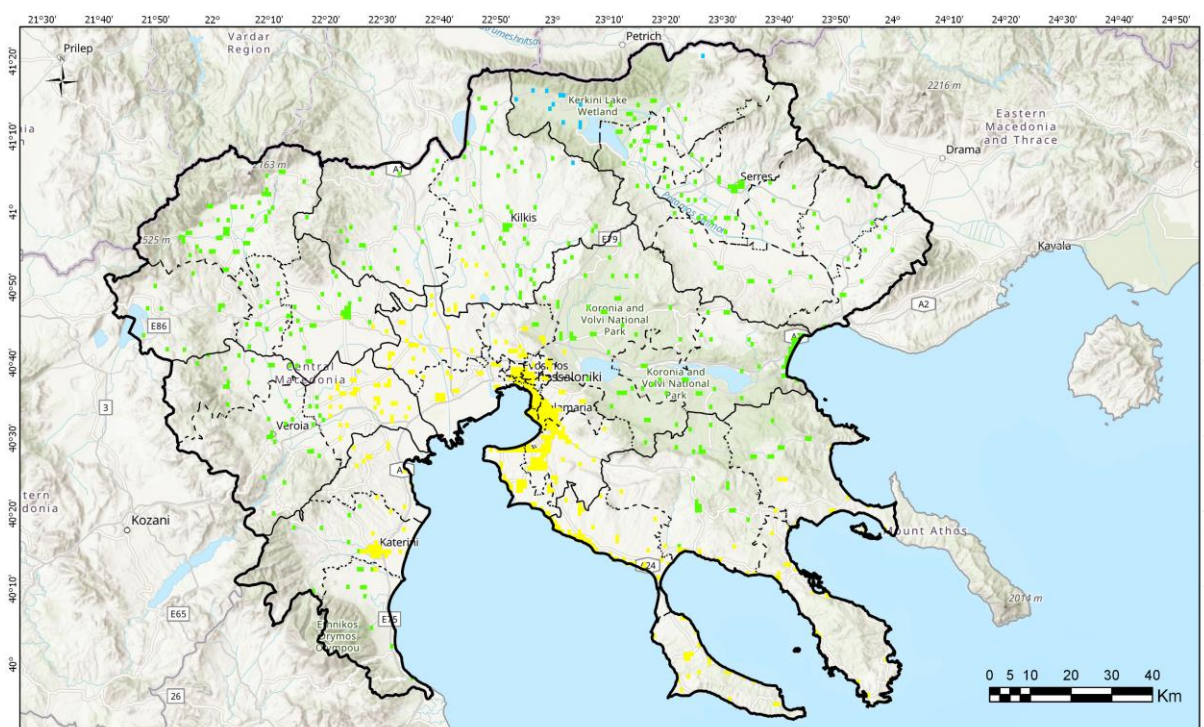 21°30' 21°50' 22° 22°10' 22°20' 22°30' 22°40' 22°50' 23° 23°10' 23°20' 23°30' 23°40' 23°50' 24° 24°10' 24°20' 24°30' 24°40' 24°50'
41°20'
41°10'
41°
40°50'
40°40'
40°30'
40°20'
40°10'
40°
Prilep
Vardar
Region
Petrich
2216 m
Kerkini Lake
Wetland
Eastern
Macedonia
and Thrace
Drama
2163 m
A1
Serres
Kilkis
E79
Kavala
A2
E86
Koronia and
Volvi National
Park
A
Central
Macedonia
Thessaloniki
Koronia and
Volvi National
Park
3
Veroia
A
Kozani
Mount Athos
Katerini
24
E65
E75
2014 m
Ethnikos
Drymos
Olympou
26
0 5 10 20 30 40
Km